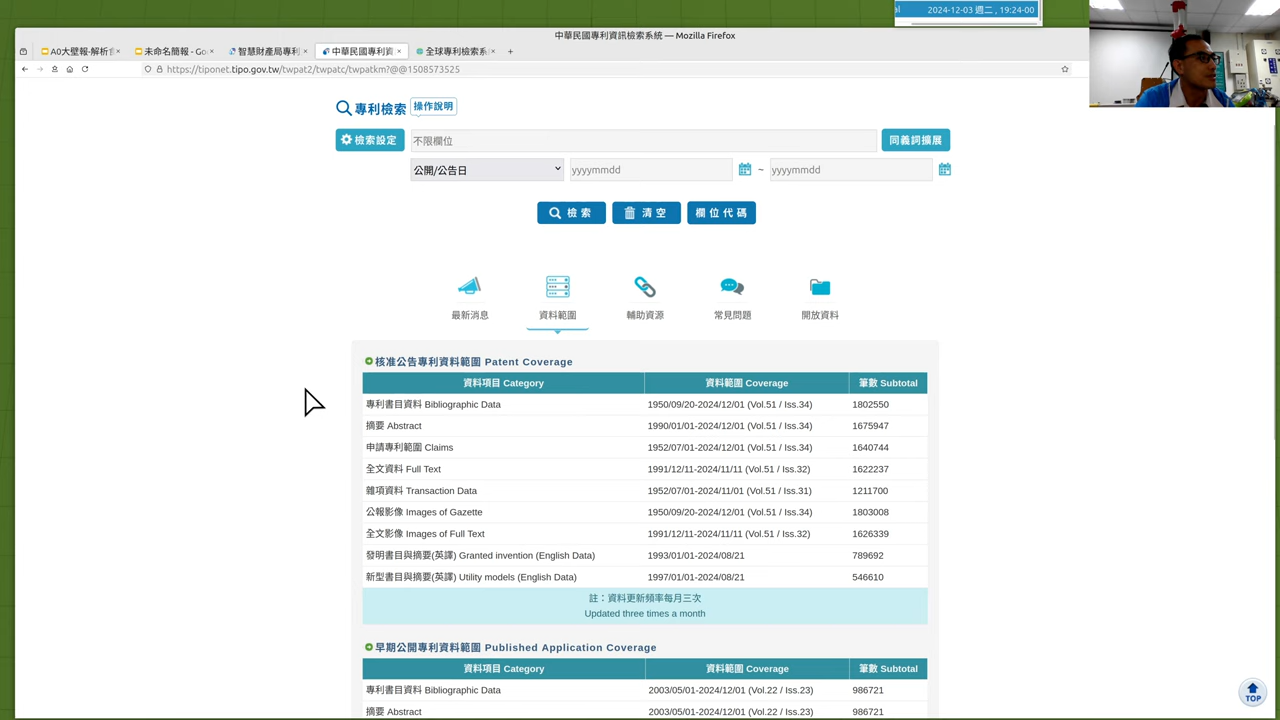 al 2024-12-03 週二 , 19:24-00
中華民國專利資訊檢索系統 — Mozilla Firefox
A0大壁報-解析 未命名簡報 - Go 智慧財產局專利 中華民國專利資 全球專利檢索系
https://tiponet.tipo.gov.tw/twpat2/twpatc/twpatkm?@@1508573525
專利檢索 操作說明
檢索設定 不限欄位 同義詞擴展
公開/公告日 yyyymmdd ~ yyyymmdd
檢索 清空 欄位代碼
最新消息 資料範圍 輔助資源 常見問題 開放資料
核准公告專利資料範圍 Patent Coverage
資料項目 Category 資料範圍 Coverage 筆數 Subtotal
專利書目資料 Bibliographic Data 1950/09/20-2024/12/01 (Vol.51 / Iss.34) 1802550
摘要 Abstract 1990/01/01-2024/12/01 (Vol.51 / Iss.34) 1675947
申請專利範圍 Claims 1952/07/01-2024/12/01 (Vol.51 / Iss.34) 1640744
全文資料 Full Text 1991/12/11-2024/11/11 (Vol.51 / Iss.32) 1622237
雜項資料 Transaction Data 1952/07/01-2024/11/01 (Vol.51 / Iss.31) 1211700
公報影像 Images of Gazette 1950/09/20-2024/12/01 (Vol.51 / Iss.34) 1803008
全文影像 Images of Full Text 1991/12/11-2024/11/11 (Vol.51 / Iss.32) 1626339
發明書目與摘要(英譯) Granted invention (English Data) 1993/01/01-2024/08/21 789692
新型書目與摘要(英譯) Utility models (English Data) 1997/01/01-2024/08/21 546610
註：資料更新頻率每月三次
Updated three times a month
早期公開專利資料範圍 Published Application Coverage
資料項目 Category 資料範圍 Coverage 筆數 Subtotal
專利書目資料 Bibliographic Data 2003/05/01-2024/12/01 (Vol.22 / Iss.23) 986721
摘要 Abstract 2003/05/01-2024/12/01 (Vol.22 / Iss.23) 986721
TOP